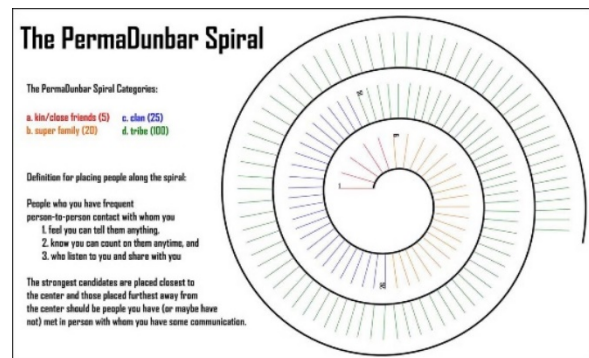 The PermaDunbar Spiral
The PermaDunbar Spiral Categories:
a. kin/close friends (5) c. clan (25)
b. super family (20) d. tribe (100)
Definition for placing people along the spiral:
People who you have frequent
person-to-person contact with whom you
1. feel you can tell them anything,
2. know you can count on them anytime, and
3. who listen to you and share with you
The strongest candidates are placed closest to
the center and those placed furthest away from
the center should be people you have (or maybe have
not) met in person with whom you have some communication.
1